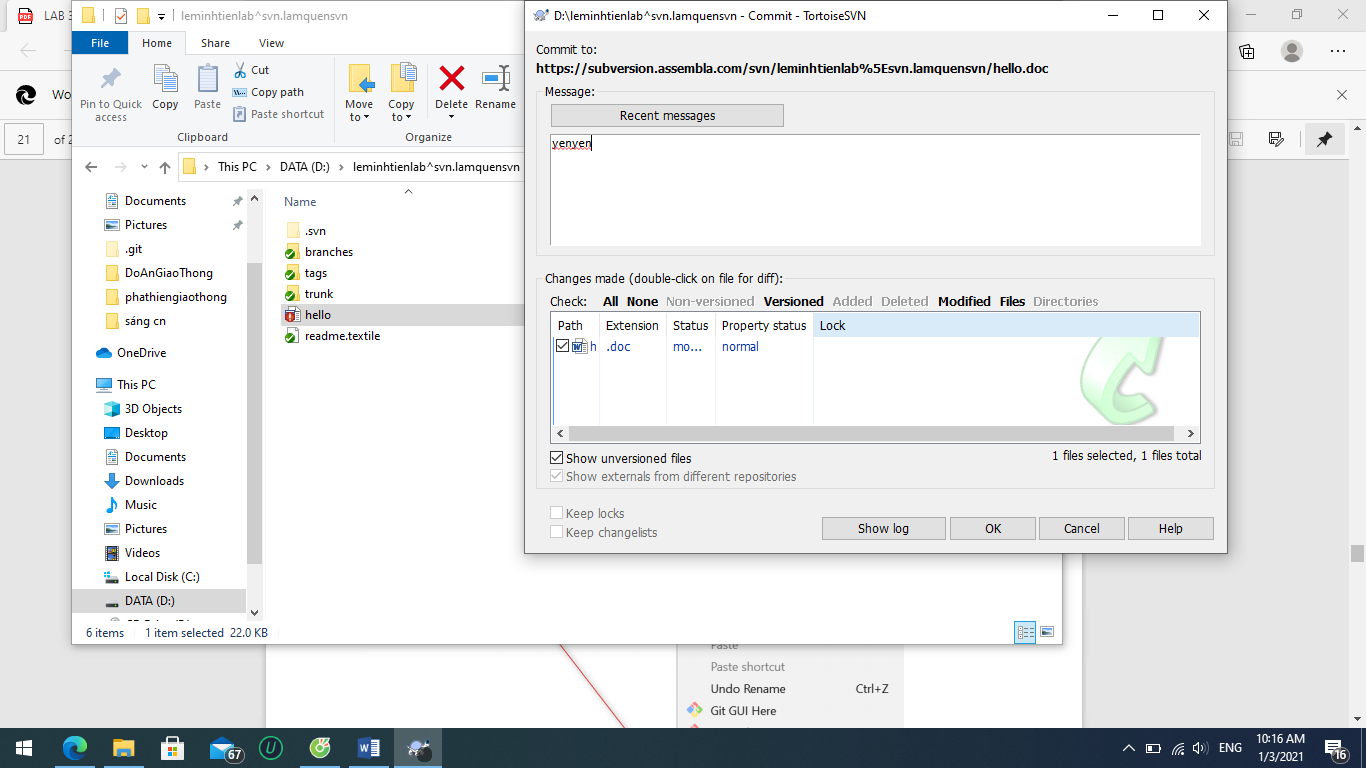 LAB 3
leminhtienlab^svn.lamquensvn
D:\leminhtienlab^svn.lamquensvn - Commit - TortoiseSVN
File
Home
Share
View
Commit to:
https://subversion.assembla.com/svn/leminhtienlab%5Esvn.lamquensvn/hello.doc
Message:
Recent messages
yenyen
Pin to Quick access
Copy
Paste
Cut
Copy path
Paste shortcut
Clipboard
Move to
Copy to
Delete
Rename
Organize
21
of 2
This PC
DATA (D:)
leminhtienlab^svn.lamquensvn
Documents
Pictures
.git
DoAnGiaoThong
phathiengiaothong
sáng cn
OneDrive
This PC
3D Objects
Desktop
Documents
Downloads
Music
Pictures
Videos
Local Disk (C:)
DATA (D:)
Name
.svn
branches
tags
trunk
hello
readme.textile
Changes made (double-click on file for diff):
Check: All None Non-versioned Versioned Added Deleted Modified Files Directories
Path Extension Status Property status Lock
h .doc mo... normal
Show unversioned files
1 files selected, 1 files total
Show externals from different repositories
Keep locks
Keep changelists
Show log
OK
Cancel
Help
6 items
1 item selected 22.0 KB
Paste
Paste shortcut
Undo Rename Ctrl+Z
Git GUI Here
67
ENG
10:16 AM
1/3/2021
16